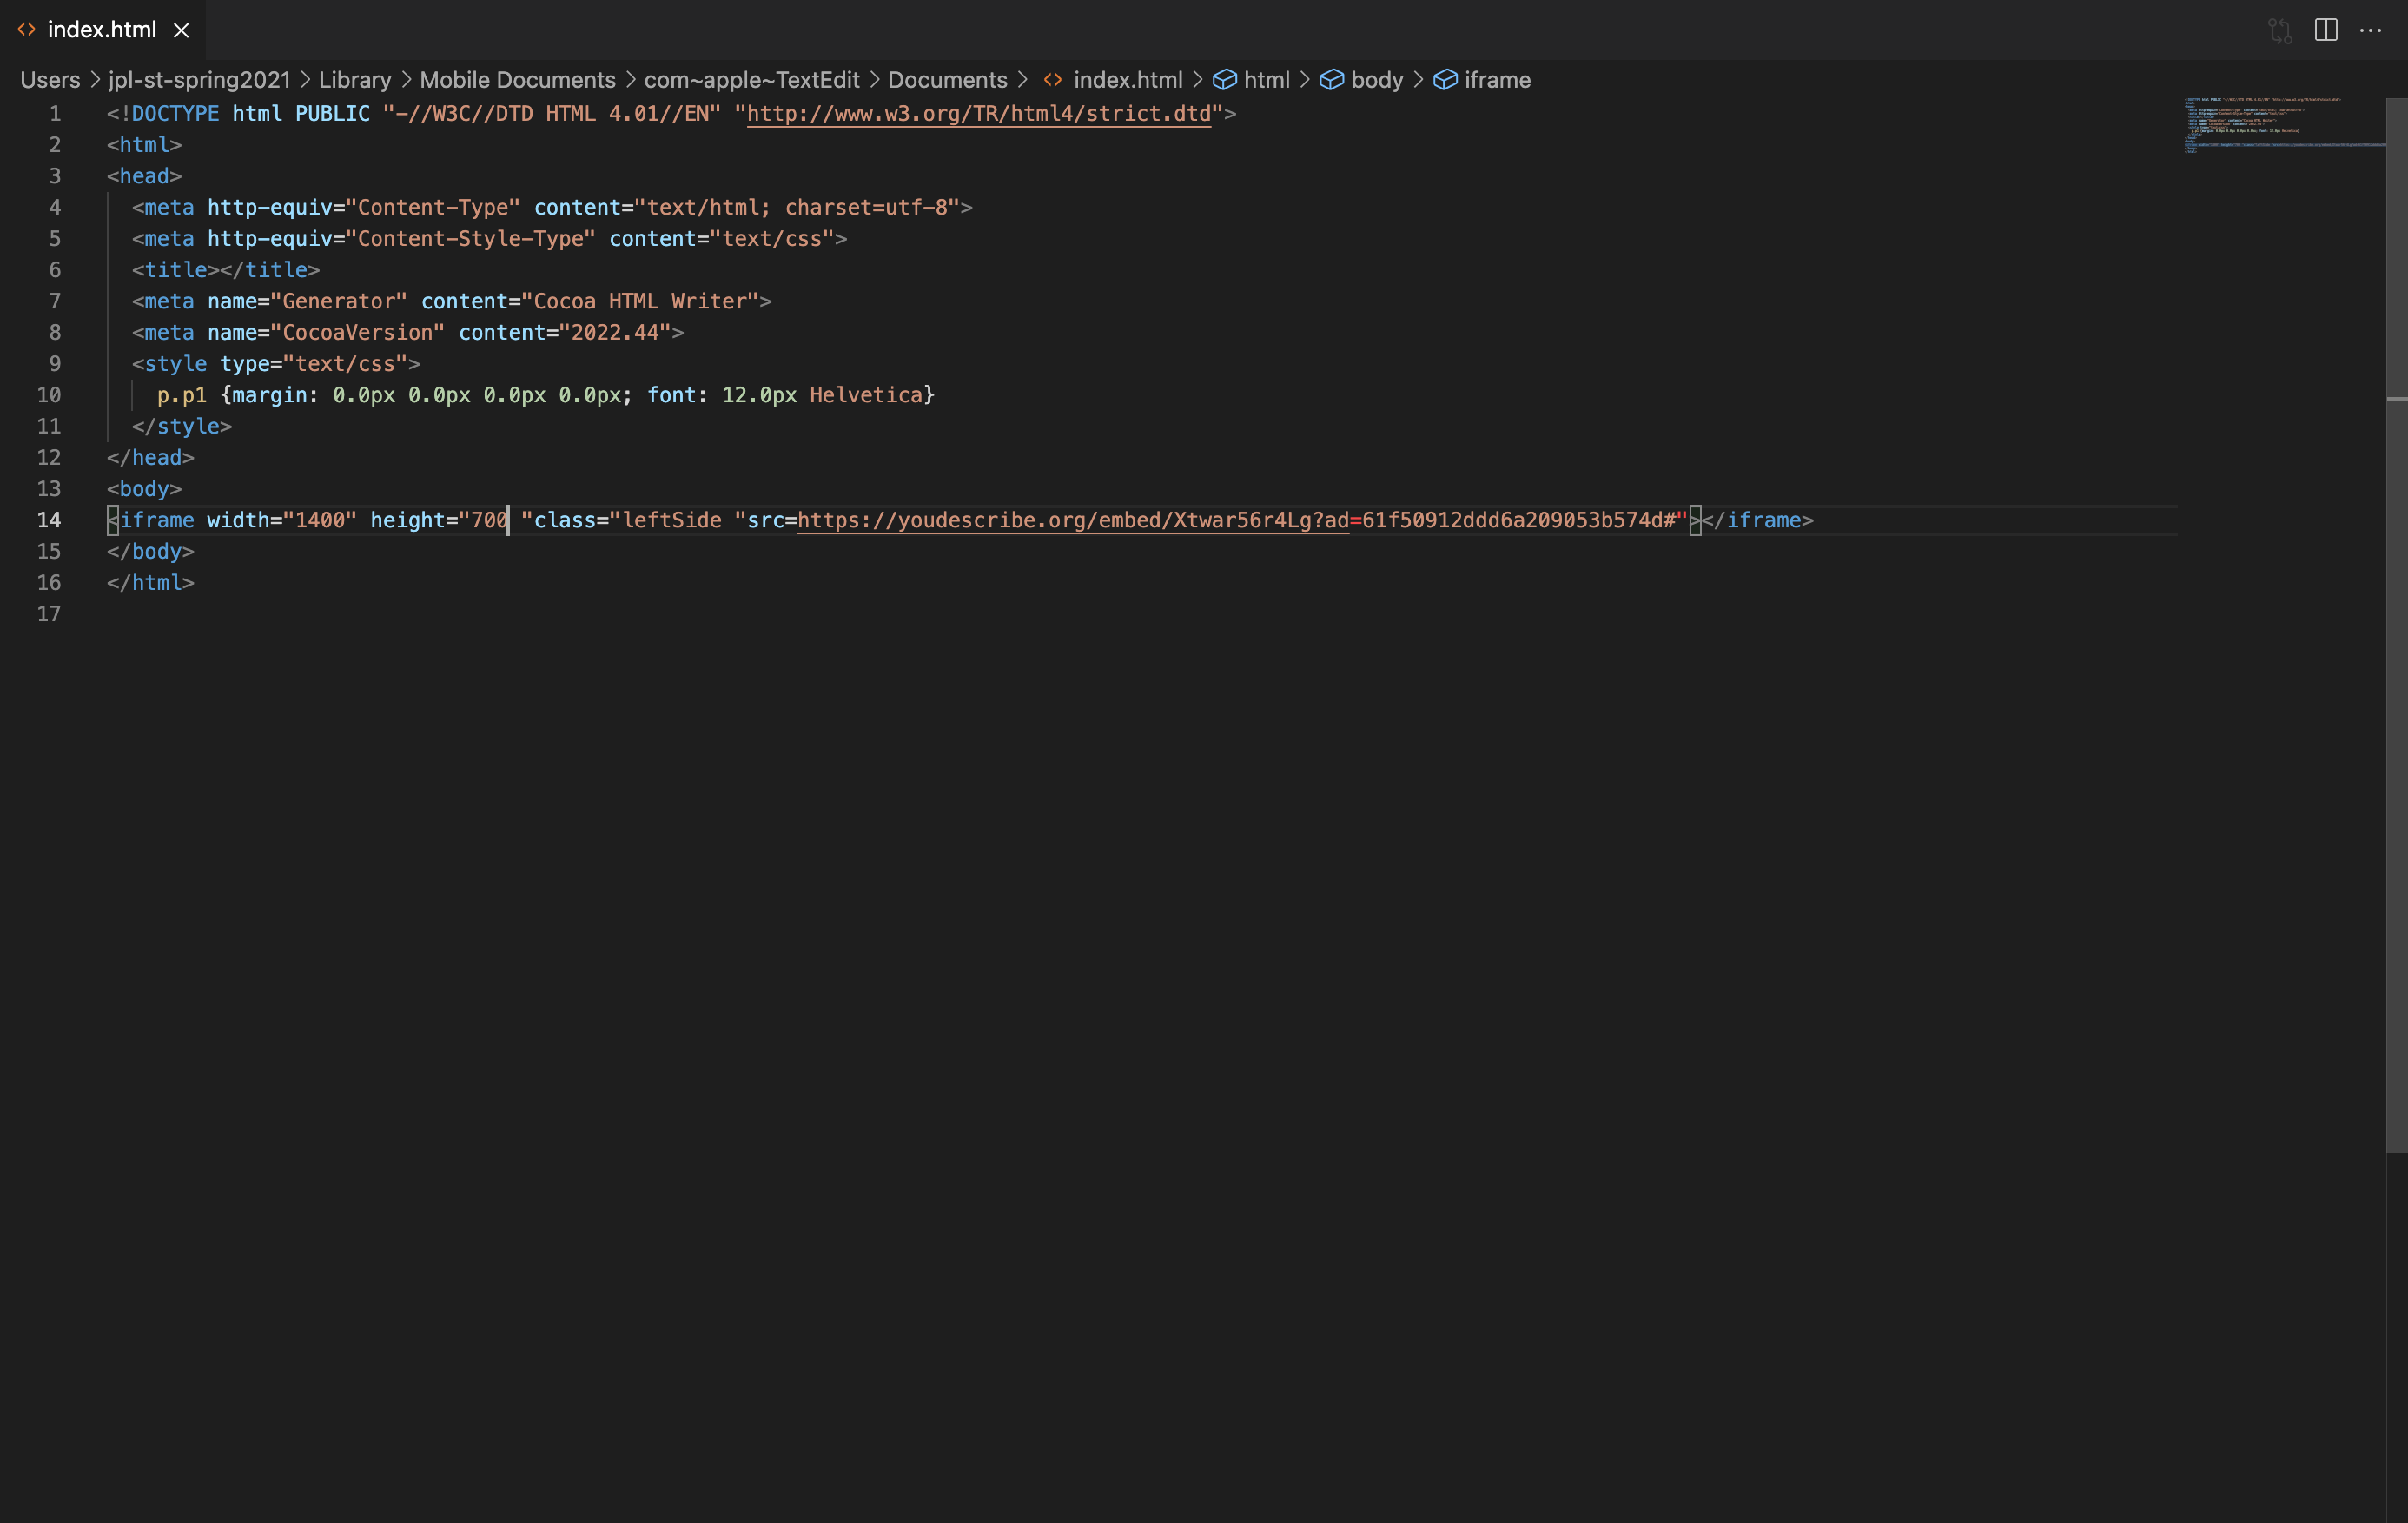 index.html
Users > jpl-st-spring2021 > Library > Mobile Documents > com~apple~TextEdit > Documents > index.html > html > body > iframe
1 <!DOCTYPE html PUBLIC "-//W3C//DTD HTML 4.01//EN" "http://www.w3.org/TR/html4/strict.dtd">
2 <html>
3 <head>
4   <meta http-equiv="Content-Type" content="text/html; charset=utf-8">
5   <meta http-equiv="Content-Style-Type" content="text/css">
6   <title></title>
7   <meta name="Generator" content="Cocoa HTML Writer">
8   <meta name="CocoaVersion" content="2022.44">
9   <style type="text/css">
10     p.p1 {margin: 0.0px 0.0px 0.0px 0.0px; font: 12.0px Helvetica}
11   </style>
12 </head>
13 <body>
14 <iframe width="1400" height="700 "class="leftSide "src=https://youdescribe.org/embed/Xtwar56r4Lg?ad=61f50912ddd6a209053b574d#"></iframe>
15 </body>
16 </html>
17